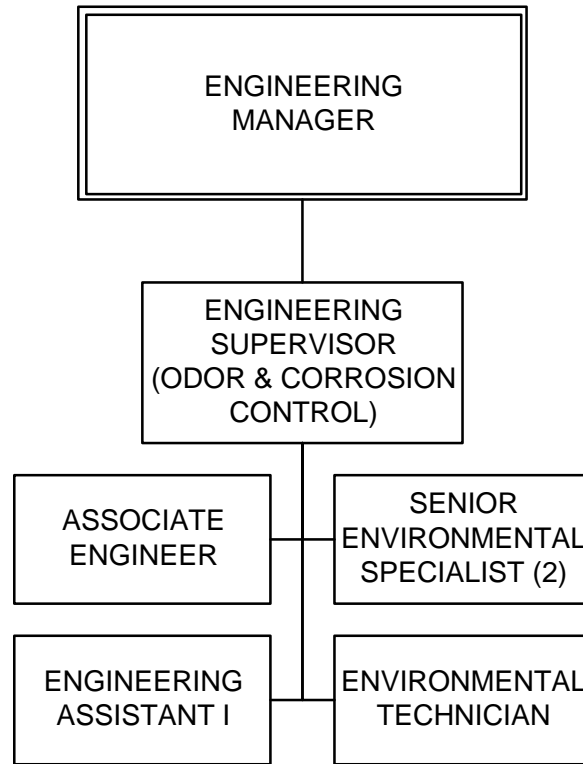 ENGINEERING
MANAGER
ENGINEERING
SUPERVISOR
(ODOR & CORROSION
CONTROL)
ASSOCIATE
ENGINEER
SENIOR
ENVIRONMENTAL
SPECIALIST (2)
ENGINEERING
ASSISTANT I
ENVIRONMENTAL
TECHNICIAN